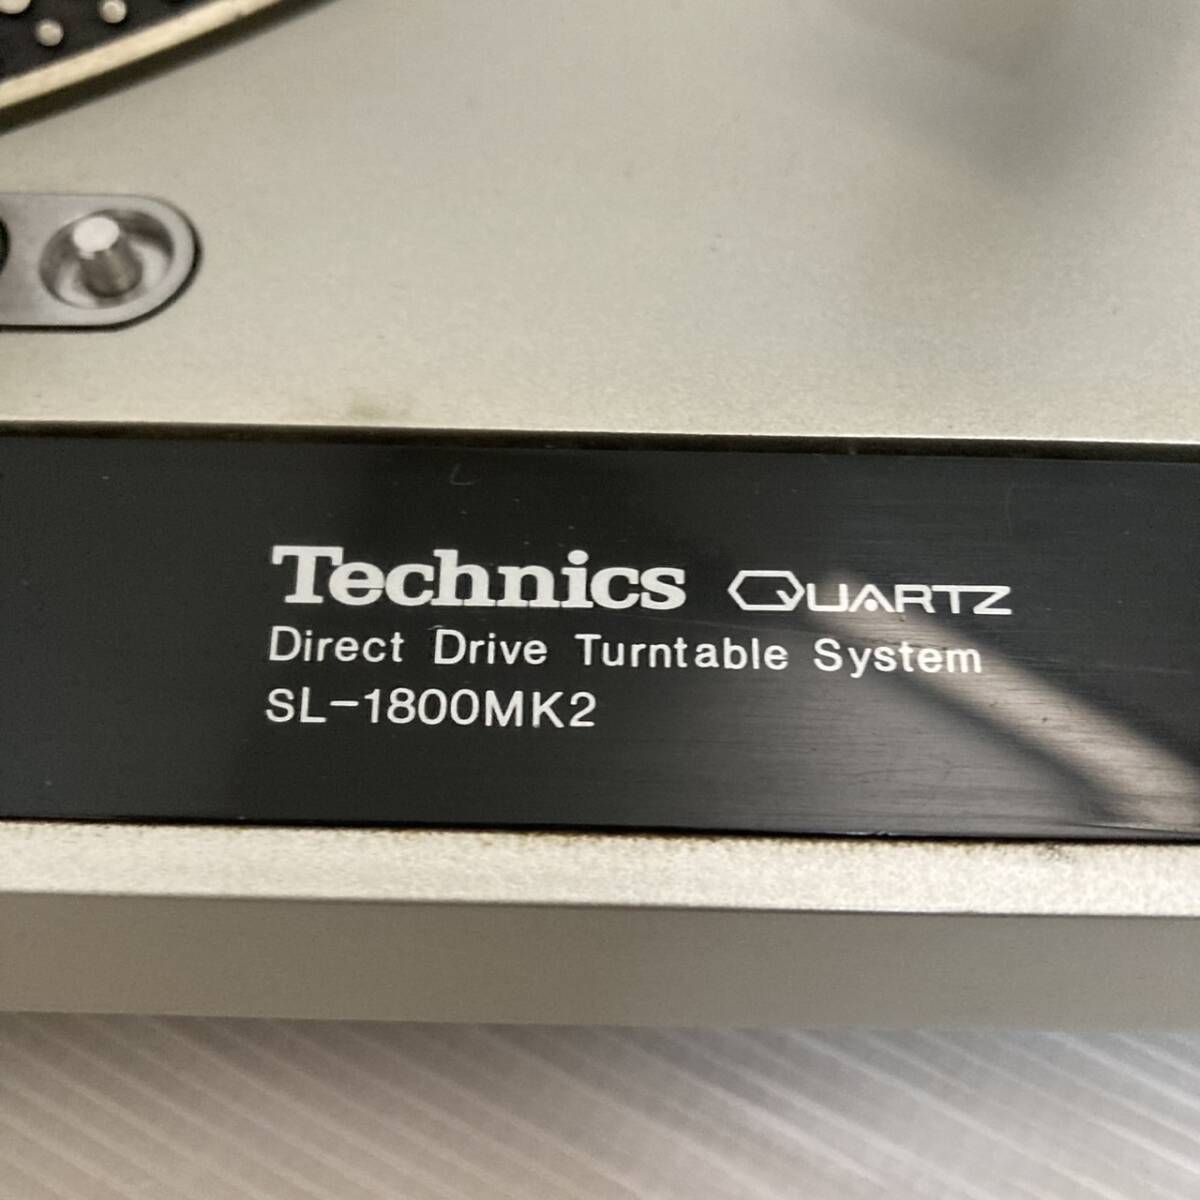 Technics QUARTZ
Direct Drive Turntable System
SL-1800MK2